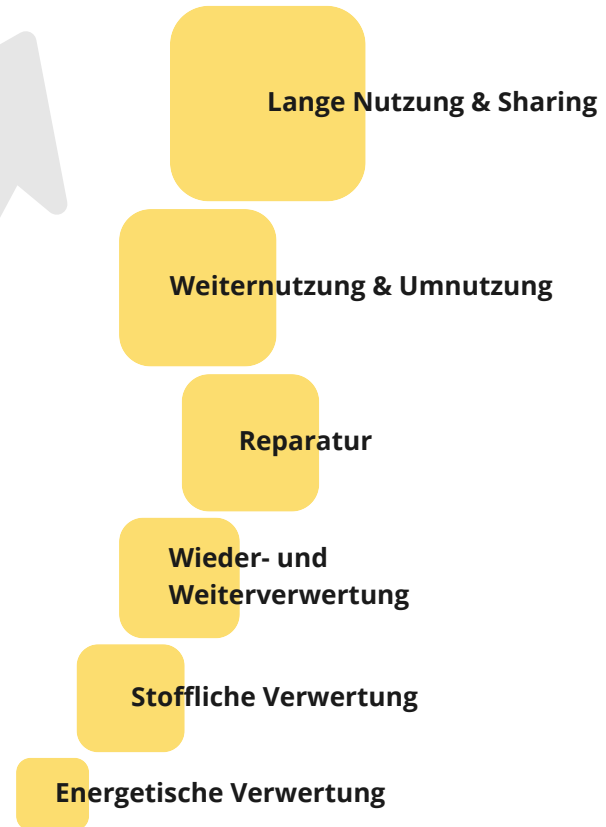 Lange Nutzung & Sharing
Weiternutzung & Umnutzung
Reparatur
Wieder- und
Weiterverwertung
Stoffliche Verwertung
Energetische Verwertung